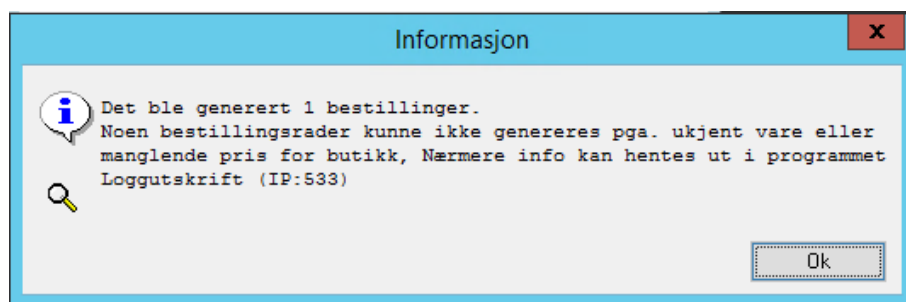 Informasjon
x
Det ble generert 1 bestillinger.
Noen bestillingsrader kunne ikke genereres pga. ukjent vare eller
manglende pris for butikk, Nærmere info kan hentes ut i programmet
Loggutskrift (IP:533)
Ok